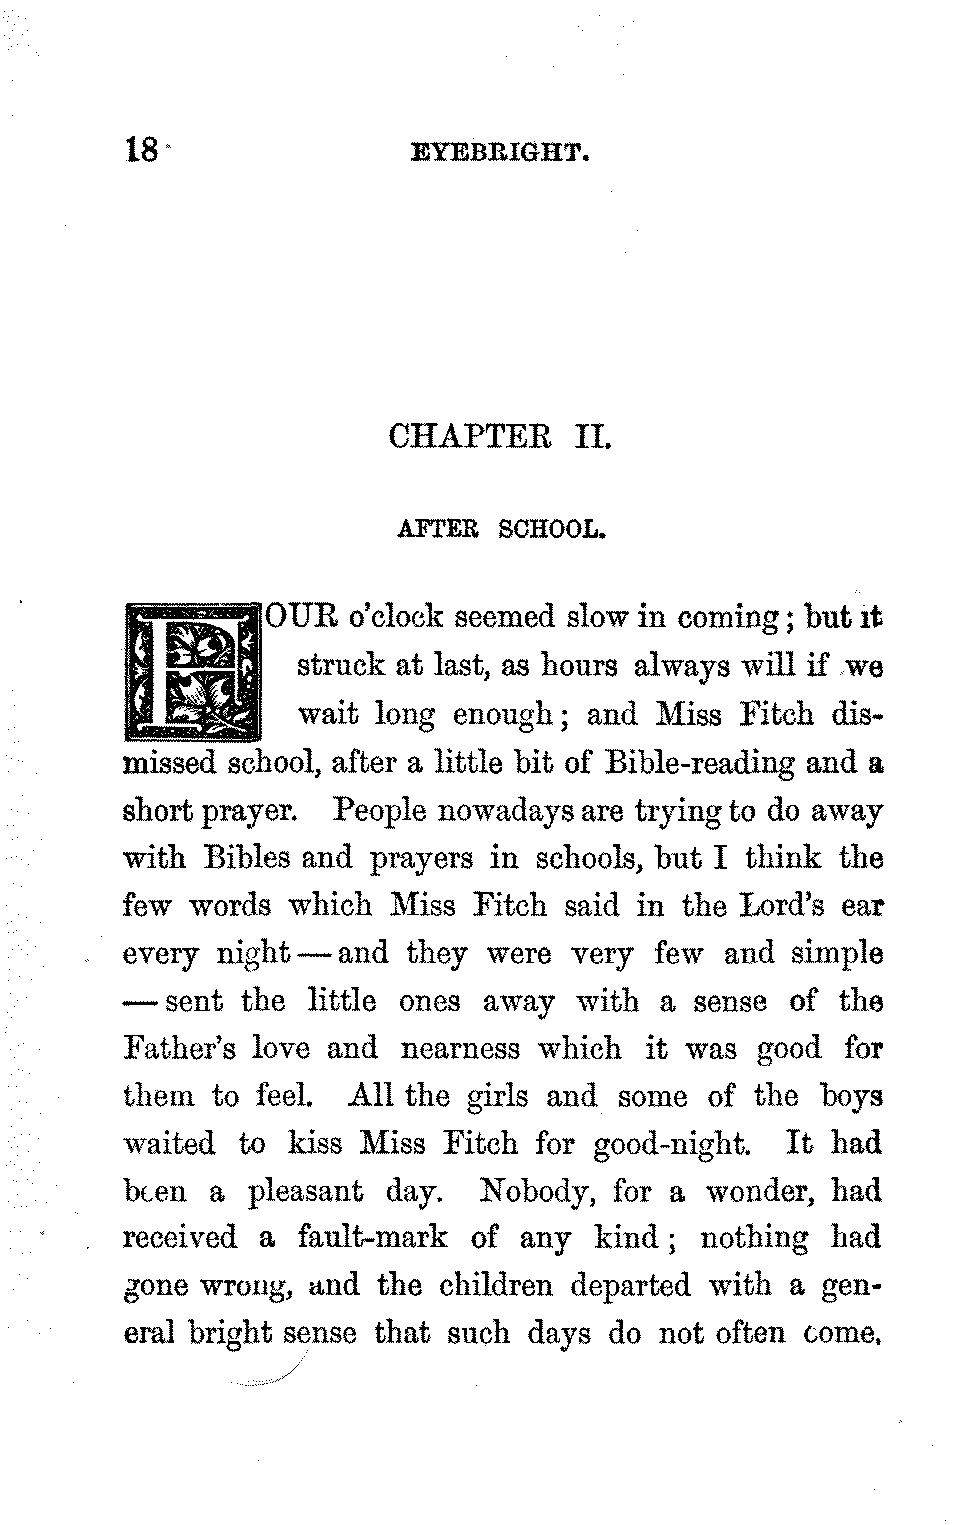 18 EYEBRIGHT.
CHAPTER II.
AFTER SCHOOL.
FOUR o'clock seemed slow in coming; but it
struck at last, as hours always will if we
wait long enough; and Miss Fitch dis-
missed school, after a little bit of Bible-reading and a
short prayer. People nowadays are trying to do away
with Bibles and prayers in schools, but I think the
few words which Miss Fitch said in the Lord's ear
every night — and they were very few and simple
— sent the little ones away with a sense of the
Father's love and nearness which it was good for
them to feel. All the girls and some of the boys
waited to kiss Miss Fitch for good-night. It had
been a pleasant day. Nobody, for a wonder, had
received a fault-mark of any kind; nothing had
gone wrong, and the children departed with a gen-
eral bright sense that such days do not often come.